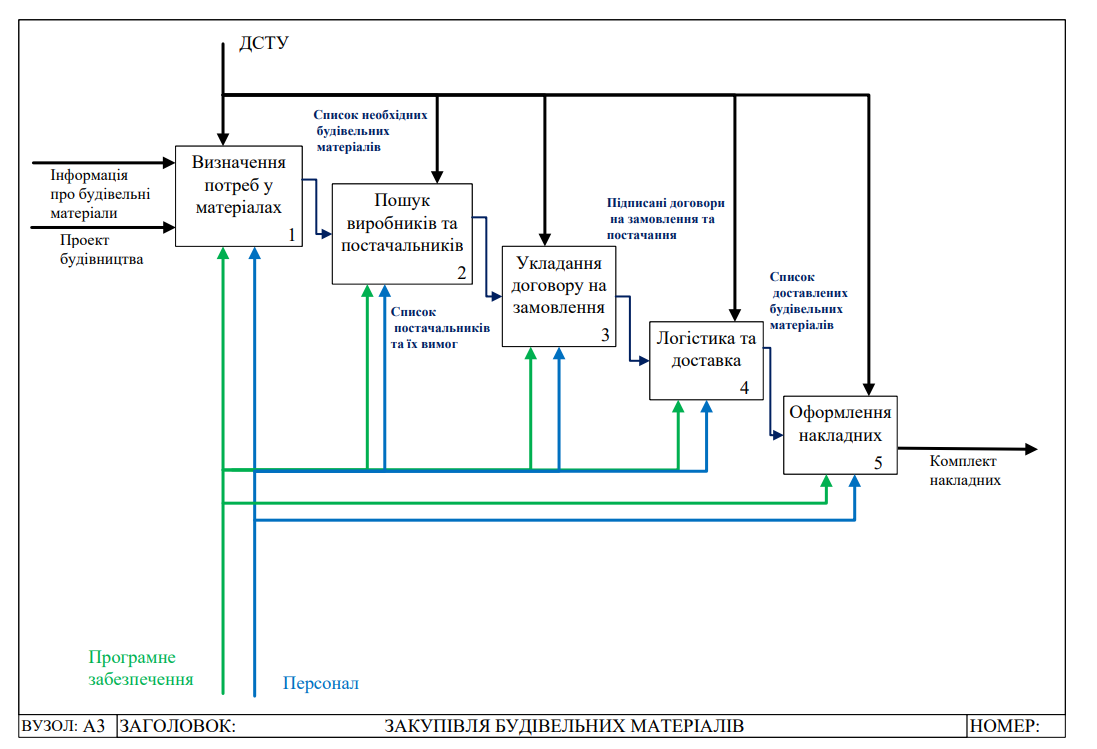 ДСТУ
Список необхідних
будівельних
матеріалів
Визначення
потреб у
матеріалах
1
Інформація
про будівельні
матеріали
Проект
будівництва
Пошук
виробників та
постачальників
2
Підписані договори
на замовлення та
постачання
Укладання
договору на
замовлення
3
Список
постачальників
та їх вимог
Список
доставлених
будівельних
матеріалів
Логістика та
доставка
4
Оформлення
накладних
5
Комплект
накладних
Програмне
забезпечення
Персонал
ВУЗОЛ: А3 ЗАГОЛОВОК: ЗАКУПІВЛЯ БУДІВЕЛЬНИХ МАТЕРІАЛІВ НОМЕР: